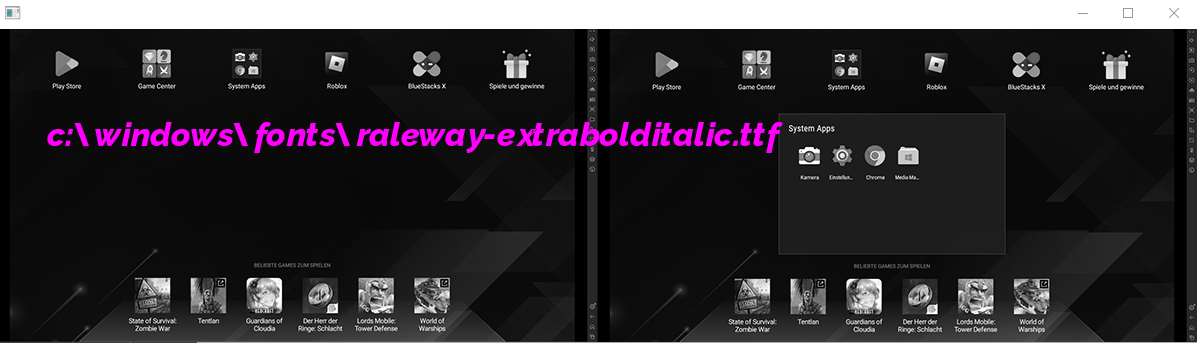 Play Store
Game Center
System Apps
Roblox
BlueStacks X
Spiele und gewinne
Play Store
Game Center
System Apps
Roblox
BlueStacks X
Spiele und gewinne
c:\windows\fonts\raleway-extrabolditalic.ttf
System Apps
Kamera
Einstellun...
Chrome
Media-Ma...
BELIEBTE GAMES ZUM SPIELEN
State of Survival:
Zombie War
Tentlan
Guardians of
Cloudia
Der Herr der
Ringe: Schlacht
Lords Mobile:
Tower Defense
World of
Warships
BELIEBTE GAMES ZUM SPIELEN
State of Survival:
Zombie War
Tentlan
Guardians of
Cloudia
Der Herr der
Ringe: Schlacht
Lords Mobile:
Tower Defense
World of
Warships